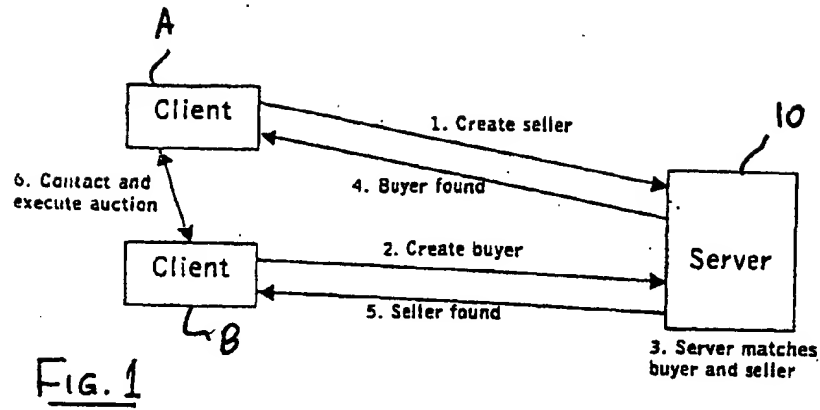 A
Client
1. Create seller
10
4. Buyer found
6. Contact and
execute auction
Client
2. Create buyer
Server
5. Seller found
B
3. Server matches
buyer and seller
FIG. 1